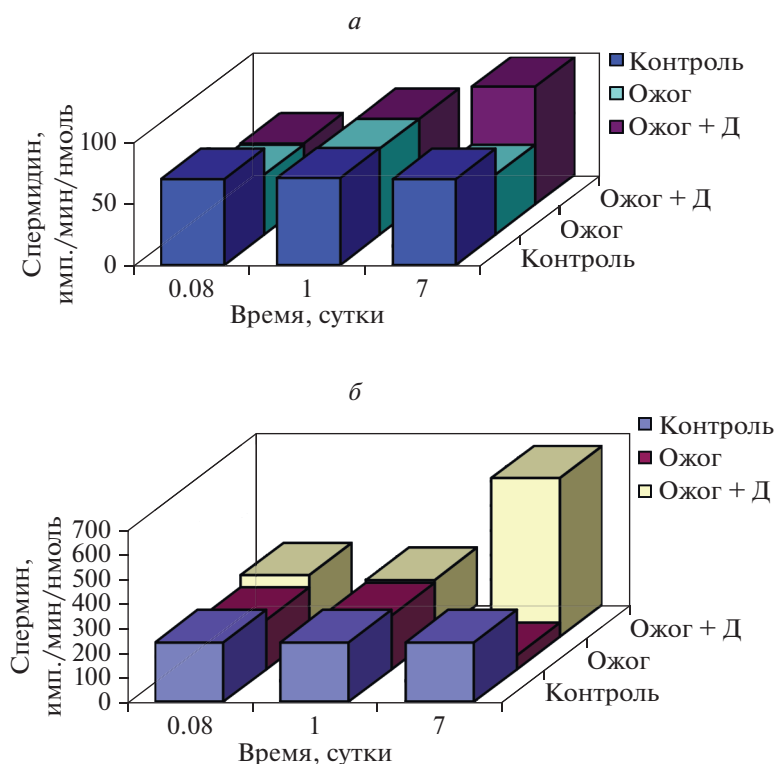 а
Контроль
Ожог
Ожог + Д
Спермидин,
имп./мин/нмоль
100
50
0
0.08
1
7
Время, сутки
Контроль
Ожог
Ожог + Д
б
Контроль
Ожог
Ожог + Д
Спермин,
имп./мин/нмоль
700
600
500
400
300
200
100
0
0.08
1
7
Время, сутки
Контроль
Ожог
Ожог + Д